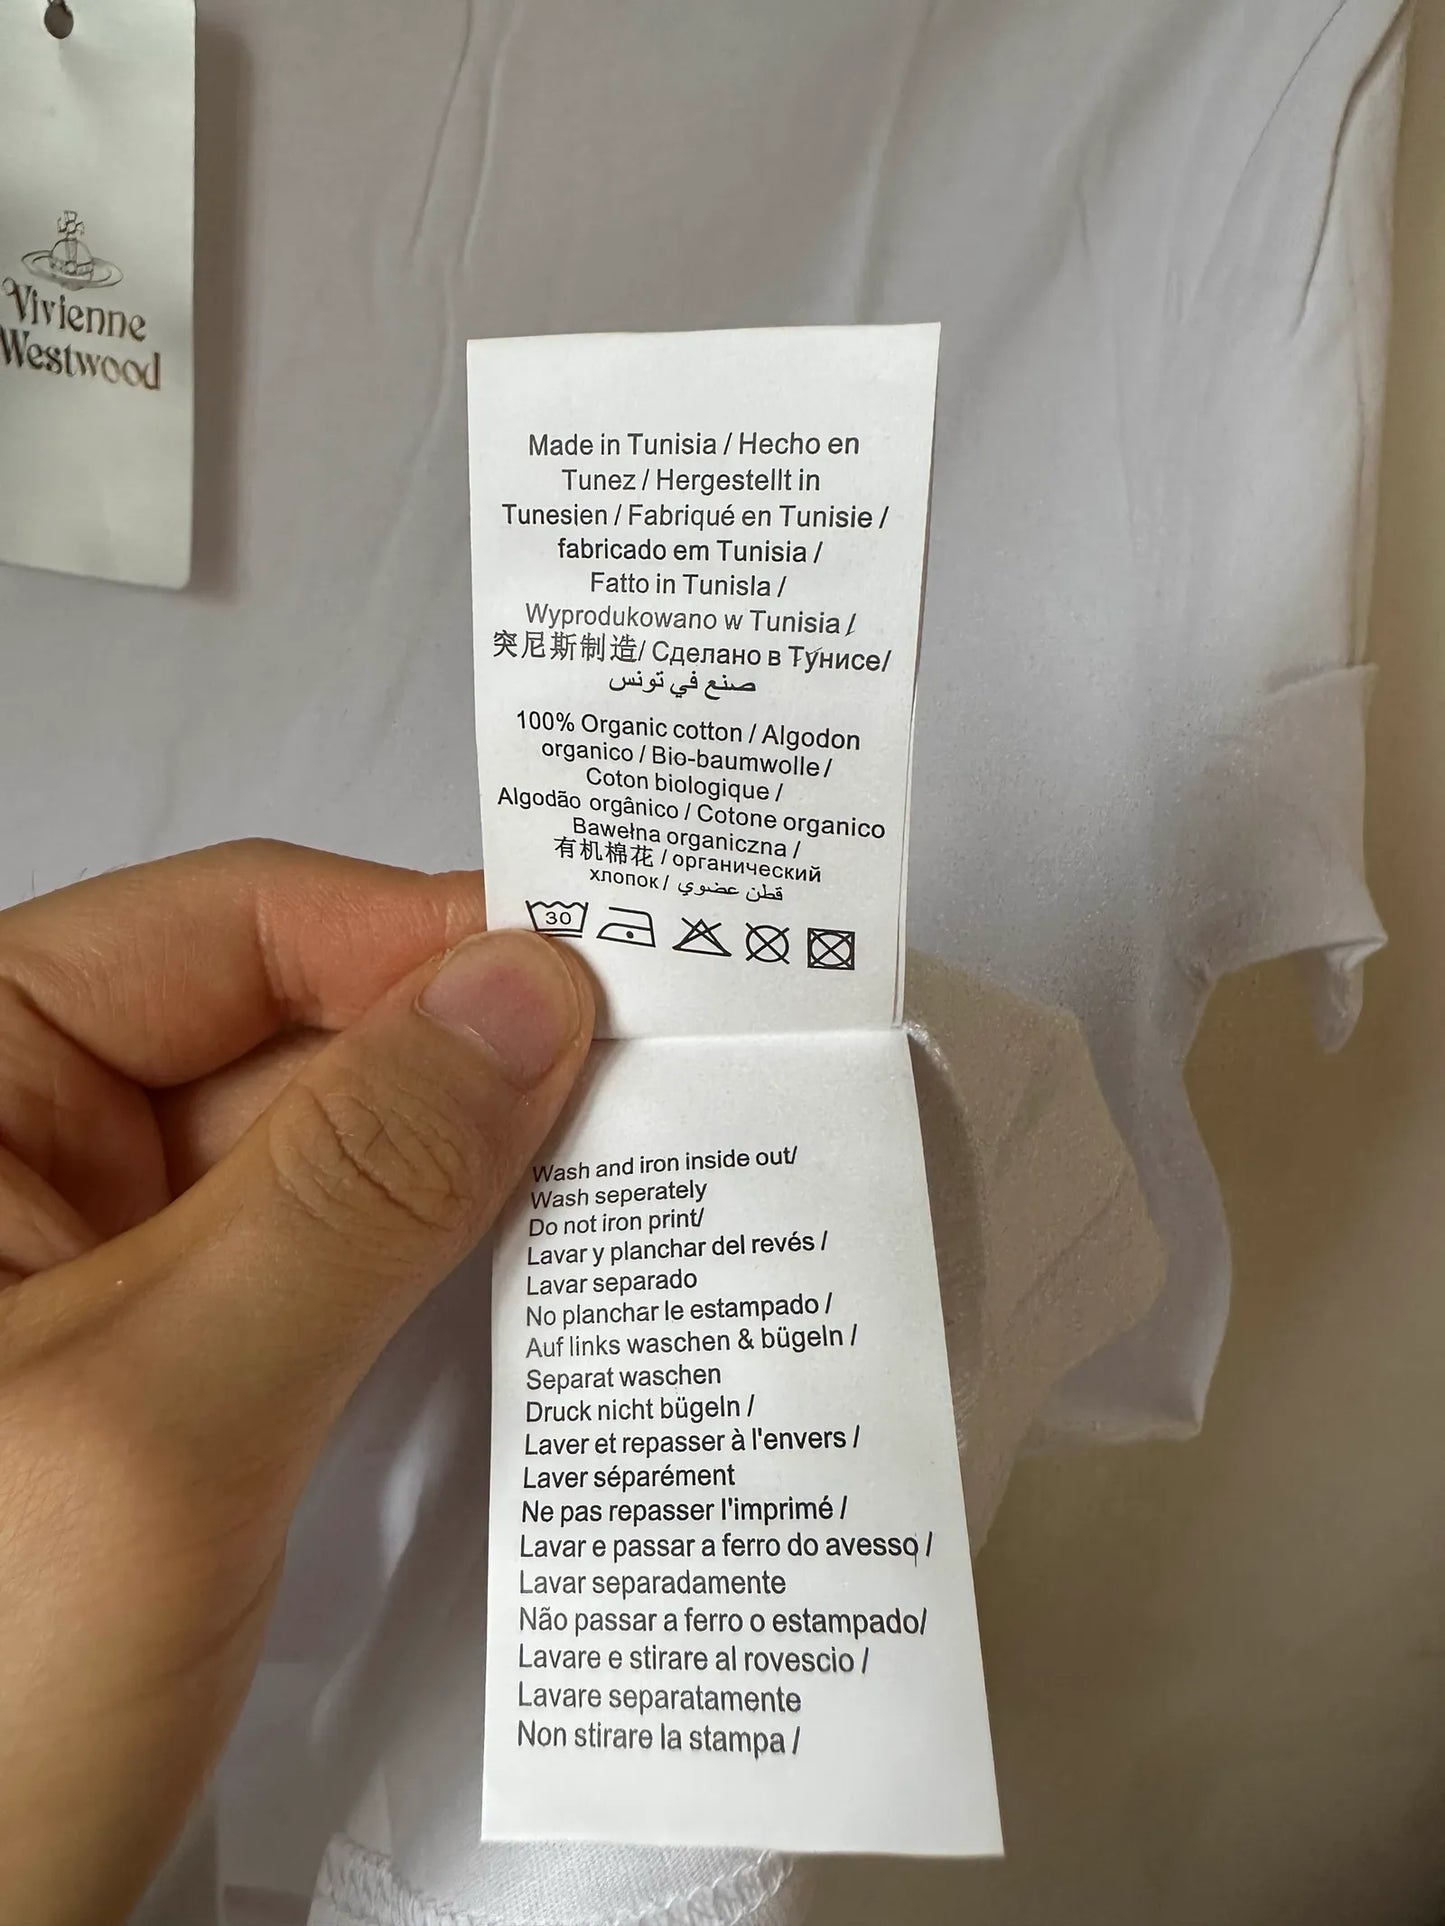 Vivienne
Westwood
Made in Tunisia / Hecho en
Tunez / Hergestellt in
Tunesien / Fabriqué en Tunisie /
fabricado em Tunisia /
Fatto in Tunisla /
Wyprodukowano w Tunisia /
突尼斯制造/ Сделано в Тунисе/
صنع في تونس
100% Organic cotton / Algodon
organico / Bio-baumwolle /
Coton biologique /
Algodão orgânico / Cotone organico
Bawełna organiczna /
有机棉花 / органический
хлопок / قطن عضوي
30
Wash and iron inside out/
Wash seperately
Do not iron print/
Lavar y planchar del revés /
Lavar separado
No planchar le estampado /
Auf links waschen & bügeln /
Separat waschen
Druck nicht bügeln /
Laver et repasser à l'envers /
Laver séparément
Ne pas repasser l'imprimé /
Lavar e passar a ferro do avesso /
Lavar separadamente
Não passar a ferro o estampado/
Lavare e stirare al rovescio /
Lavare separatamente
Non stirare la stampa /